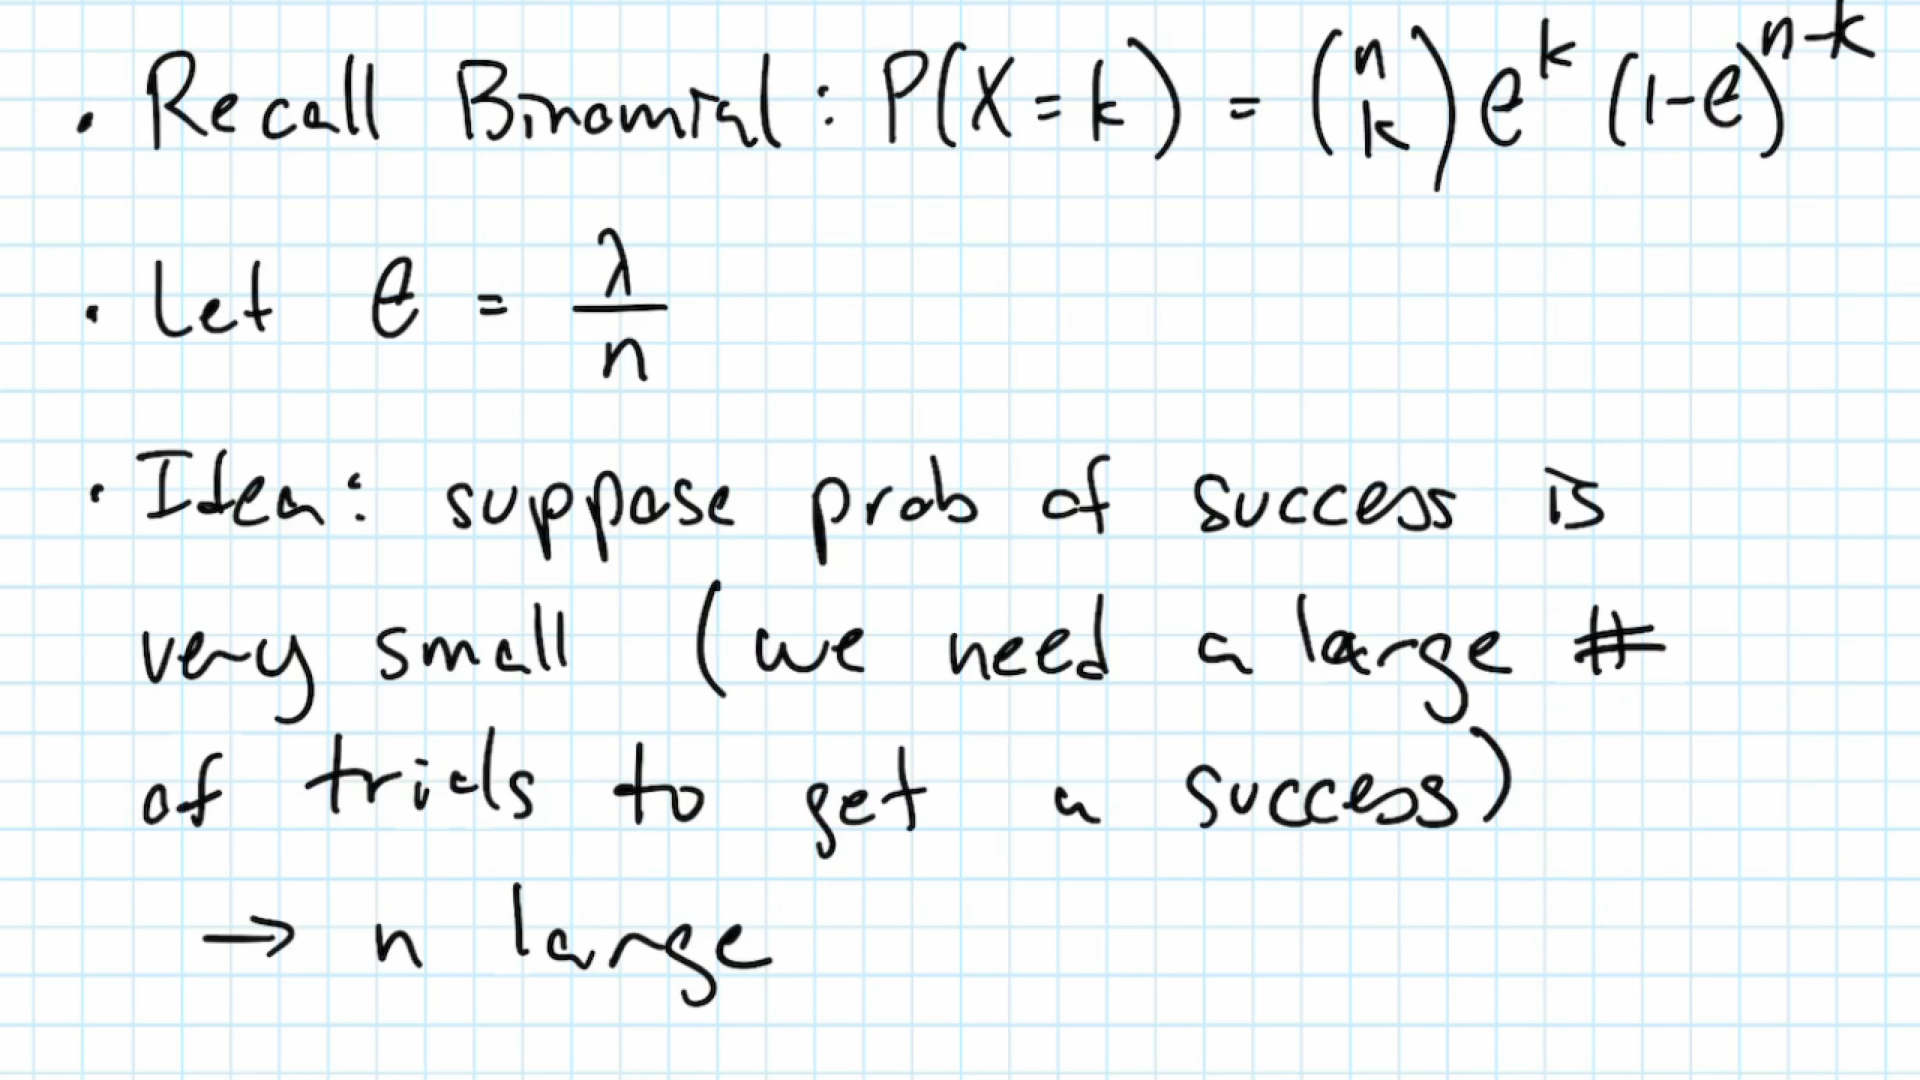 • Recall Binomial: P(X=k) = (n k) θ^k (1-θ)^{n-k}
• Let θ = λ/n
• Idea: suppose prob of success is
very small (we need a large #
of trials to get a success)
→ n large